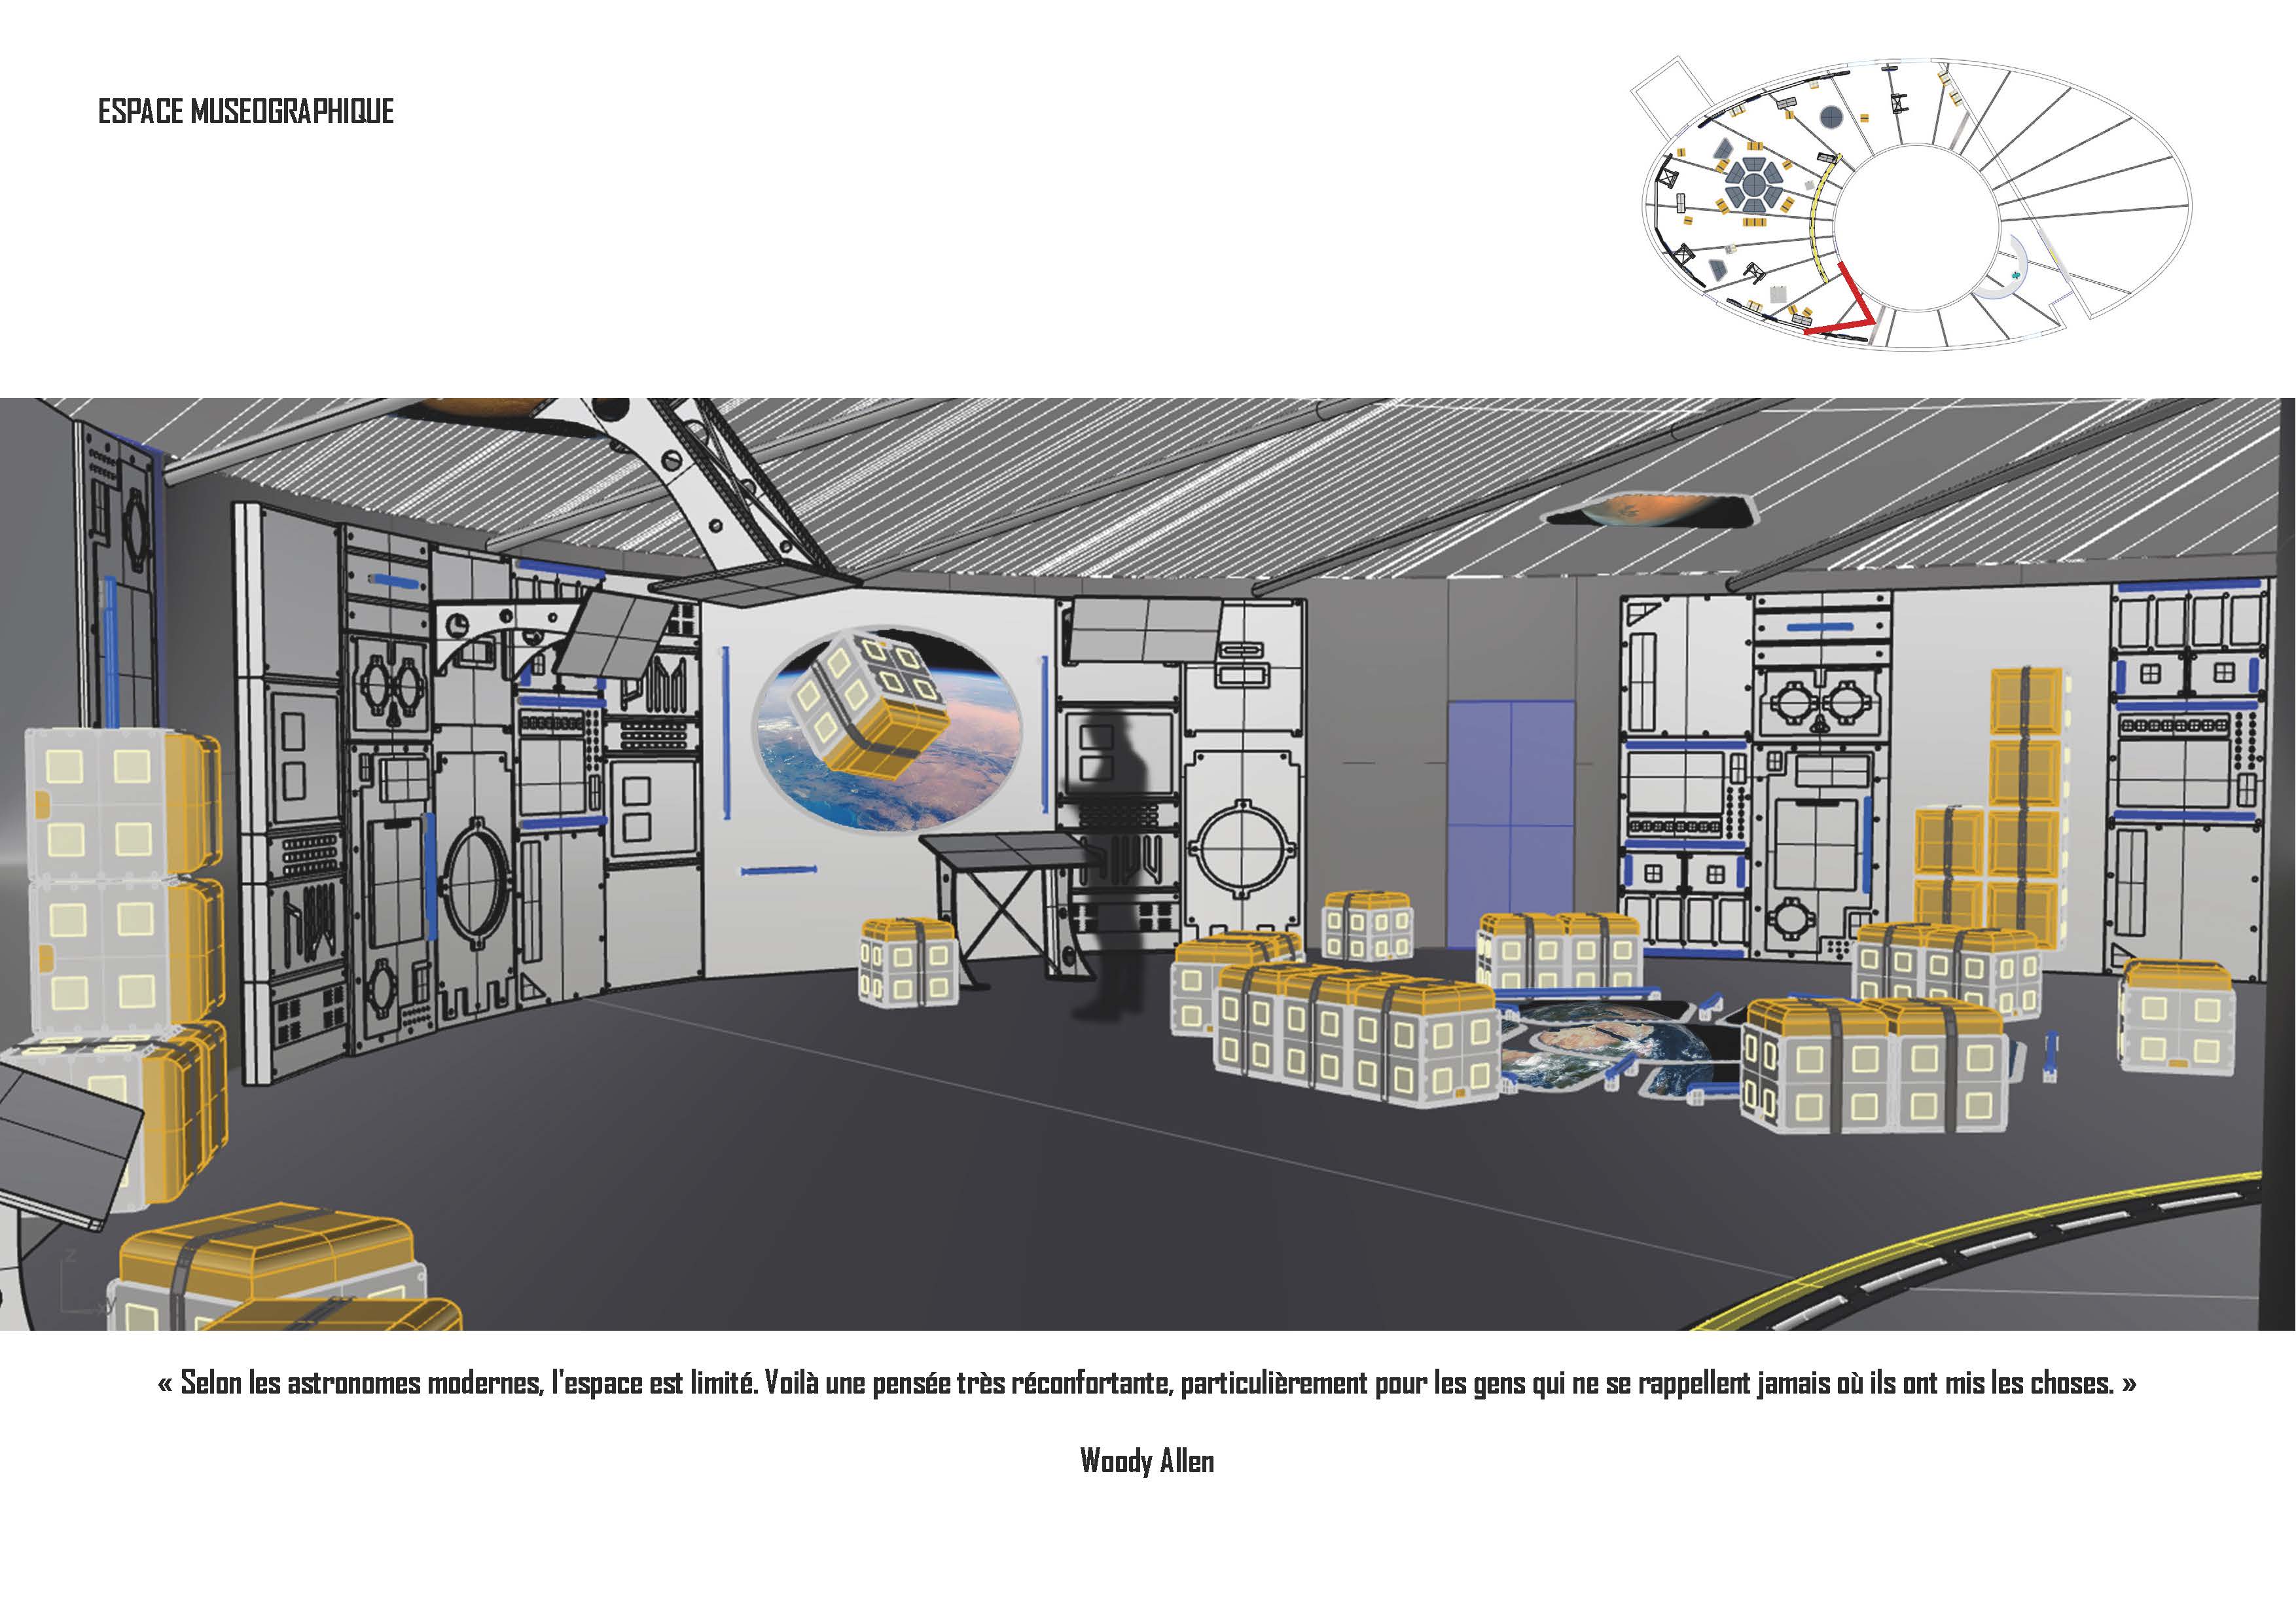 ESPACE MUSEOGRAPHIQUE
« Selon les astronomes modernes, l'espace est limité. Voilà une pensée très réconfortante, particulièrement pour les gens qui ne se rappellent jamais où ils ont mis les choses. »
Woody Allen